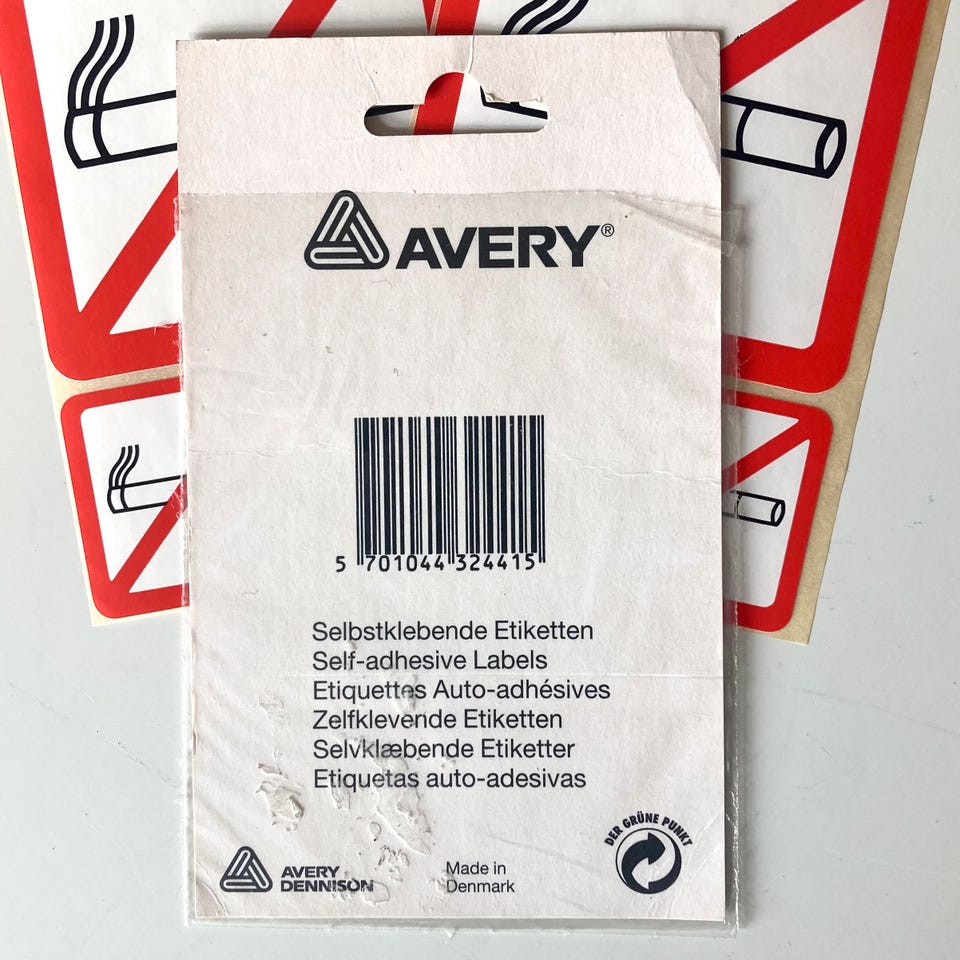 AVERY®
5 701044 324415
Selbstklebende Etiketten
Self-adhesive Labels
Etiquettes Auto-adhésives
Zelfklevende Etiketten
Selvklæbende Etiketter
Etiquetas auto-adesivas
DER GRÜNE PUNKT
AVERY
DENNISON
Made in
Denmark